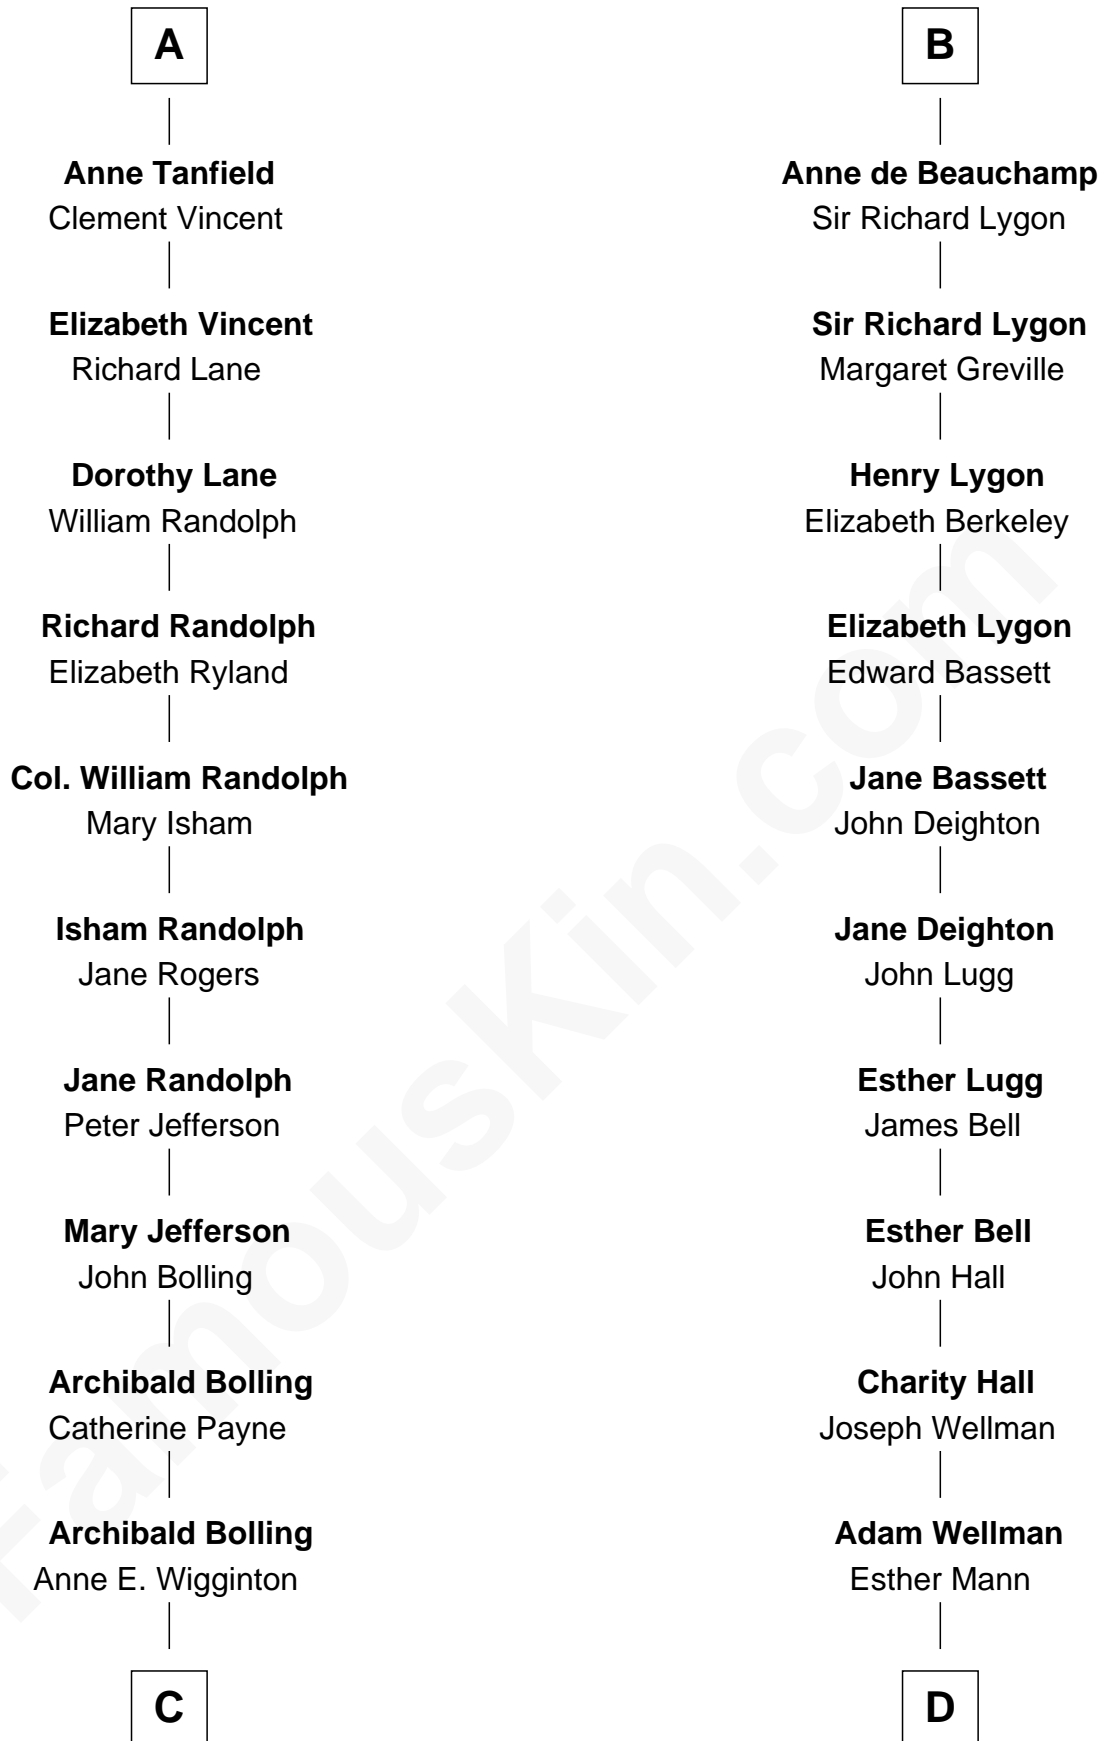 A
Anne Tanfield
Clement Vincent
Elizabeth Vincent
Richard Lane
Dorothy Lane
William Randolph
Richard Randolph
Elizabeth Ryland
Col. William Randolph
Mary Isham
Isham Randolph
Jane Rogers
Jane Randolph
Peter Jefferson
Mary Jefferson
John Bolling
Archibald Bolling
Catherine Payne
Archibald Bolling
Anne E. Wigginton
C
B
Anne de Beauchamp
Sir Richard Lygon
Sir Richard Lygon
Margaret Greville
Henry Lygon
Elizabeth Berkeley
Elizabeth Lygon
Edward Bassett
Jane Bassett
John Deighton
Jane Deighton
John Lugg
Esther Lugg
James Bell
Esther Bell
John Hall
Charity Hall
Joseph Wellman
Adam Wellman
Esther Mann
D
FamousKin.com